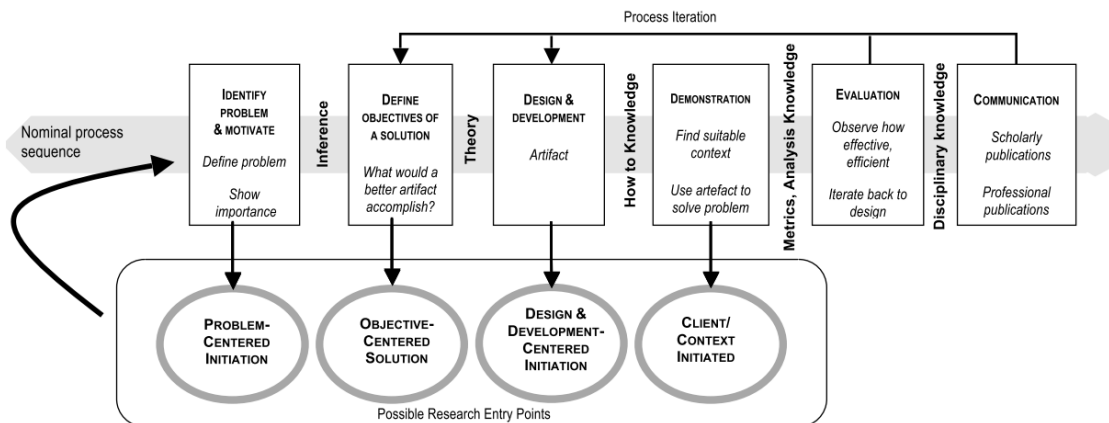 Process Iteration
Nominal process
sequence
IDENTIFY
PROBLEM
& MOTIVATE
Define problem
Show
importance
Inference
DEFINE
OBJECTIVES OF
A SOLUTION
What would a
better artifact
accomplish?
Theory
DESIGN &
DEVELOPMENT
Artifact
How to Knowledge
DEMONSTRATION
Find suitable
context
Use artefact to
solve problem
Metrics, Analysis Knowledge
EVALUATION
Observe how
effective,
efficient
Iterate back to
design
Disciplinary knowledge
COMMUNICATION
Scholarly
publications
Professional
publications
PROBLEM-
CENTERED
INITIATION
OBJECTIVE-
CENTERED
SOLUTION
DESIGN &
DEVELOPMENT-
CENTERED
INITIATION
CLIENT/
CONTEXT
INITIATED
Possible Research Entry Points